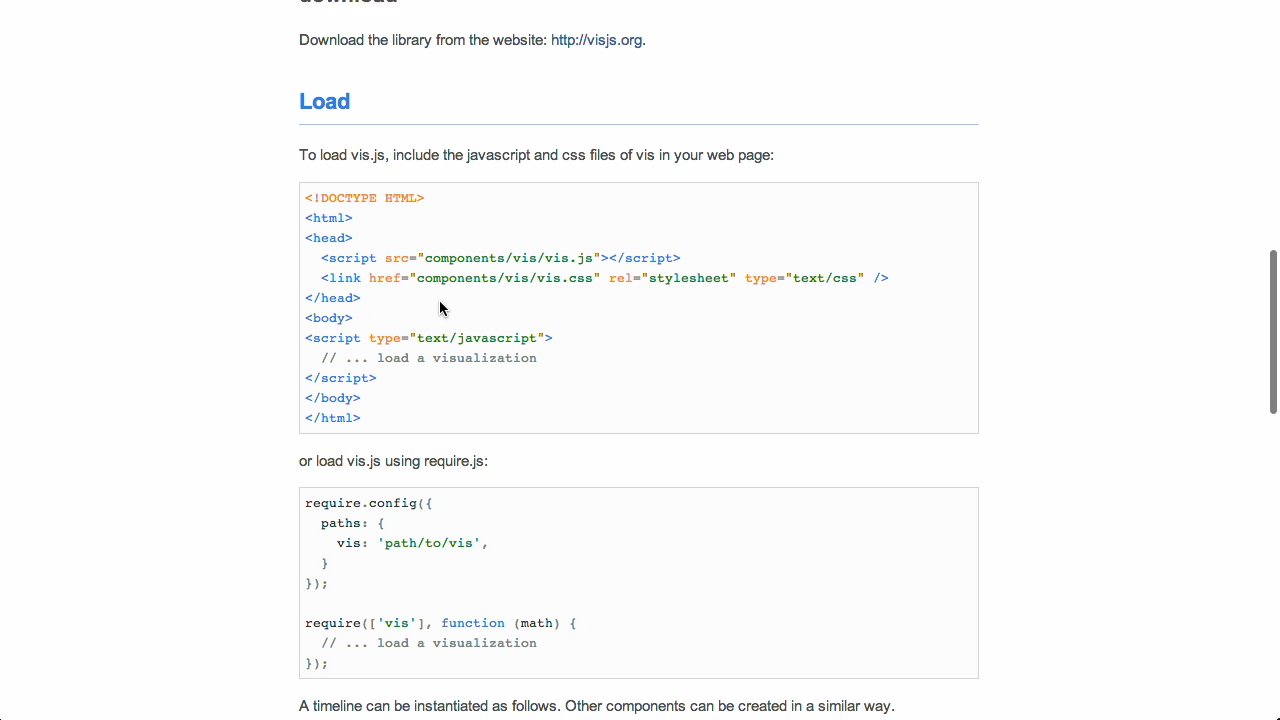 download
Download the library from the website: http://visjs.org.
Load
To load vis.js, include the javascript and css files of vis in your web page:
<!DOCTYPE HTML>
<html>
<head>
  <script src="components/vis/vis.js"></script>
  <link href="components/vis/vis.css" rel="stylesheet" type="text/css" />
</head>
<body>
<script type="text/javascript">
  // ... load a visualization
</script>
</body>
</html>
or load vis.js using require.js:
require.config({
  paths: {
    vis: 'path/to/vis',
  }
});
require(['vis'], function (math) {
  // ... load a visualization
});
A timeline can be instantiated as follows. Other components can be created in a similar way.